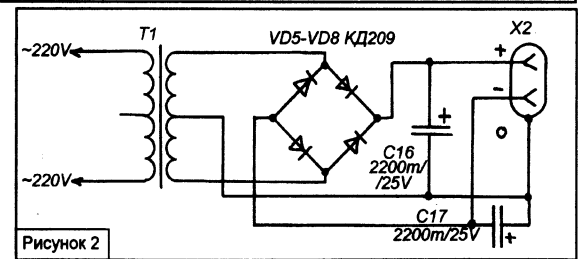 T1
VD5-VD8 КД209
X2
~220V
+
-
+
O
C16
2200m/
/25V
~220V
C17
2200m/25V
+
Рисунок 2